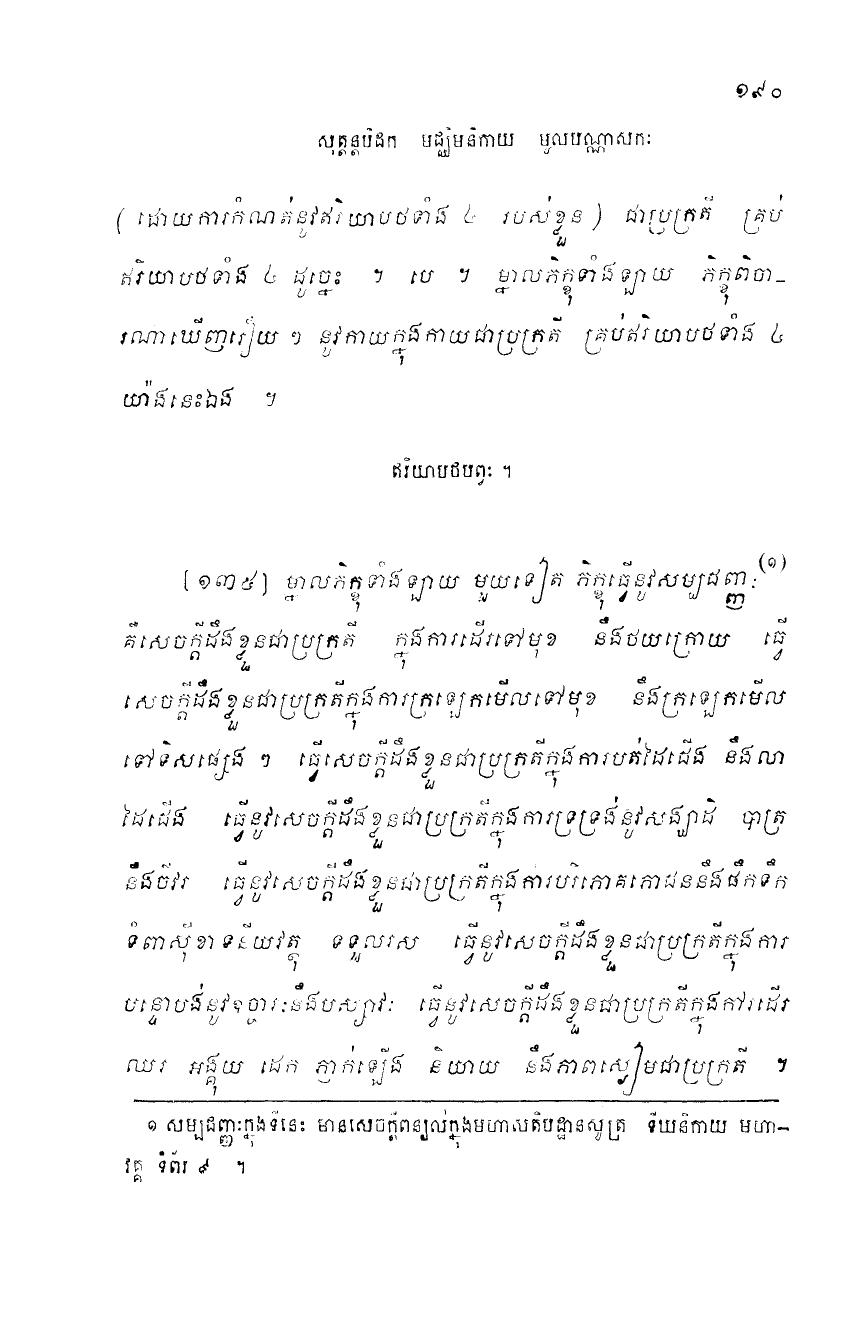 ១៩០
សុត្តន្តបិដក មជ្ឈិមនិកាយ មូលបណ្ណាសកៈ
( ដោយការកំណត់នូវឥរិយាបថទាំង ៤ របស់ខ្លួន ) ជាប្រក្រតី គ្រប់
ឥរិយាបថទាំង ៤ ដូច្នេះ ។ បេ ។ ម្នាលភិក្ខុទាំងឡាយ ភិក្ខុពិចា-
រណាឃើញរឿយ ៗ នូវកាយក្នុងកាយជាប្រក្រតី គ្រប់ឥរិយាបថទាំង ៤
យ៉ាងនេះឯង ។
ឥរិយាបថបព្វៈ ។
[១៣៥] ម្នាលភិក្ខុទាំងឡាយ មួយទៀត ភិក្ខុធ្វើនូវសម្បជញ្ញៈ(១)
គឺសេចក្តីដឹងខ្លួនជាប្រក្រតី ក្នុងការដើរទៅមុខ នឹងថយក្រោយ ធ្វើ
សេចក្តីដឹងខ្លួនជាប្រក្រតីក្នុងការក្រឡេកមើលទៅមុខ នឹងក្រឡេកមើល
ទៅទិសផ្សេង ៗ ធ្វើសេចក្តីដឹងខ្លួនជាប្រក្រតីក្នុងការបត់ដៃជើង នឹងលា
ដៃជើង ធ្វើនូវសេចក្តីដឹងខ្លួនជាប្រក្រតីក្នុងការទ្រទ្រង់នូវសង្ឃាដិ បាត្រ
នឹងចីវរ ធ្វើនូវសេចក្តីដឹងខ្លួនជាប្រក្រតីក្នុងការបរិភោគភោជននឹងផឹកទឹក
ទំពាស៊ីខាទនីយវត្ថុ ទទួលរស ធ្វើនូវសេចក្តីដឹងខ្លួនជាប្រក្រតីក្នុងការ
បន្ទោបង់នូវឧច្ចារៈនឹងបស្សាវៈ ធ្វើនូវសេចក្តីដឹងខ្លួនជាប្រក្រតីក្នុងការដើរ
ឈរ អង្គុយ ដេក ភ្ញាក់ឡើង និយាយ នឹងភាពស្ងៀមជាប្រក្រតី ។
១ សម្បជញ្ញៈក្នុងទីនេះ មានសេចក្តីពន្យល់ក្នុងមហាសតិបដ្ឋានសូត្រ ទីឃនិកាយ មហា-
វគ្គ ទំព័រ ៩ ។